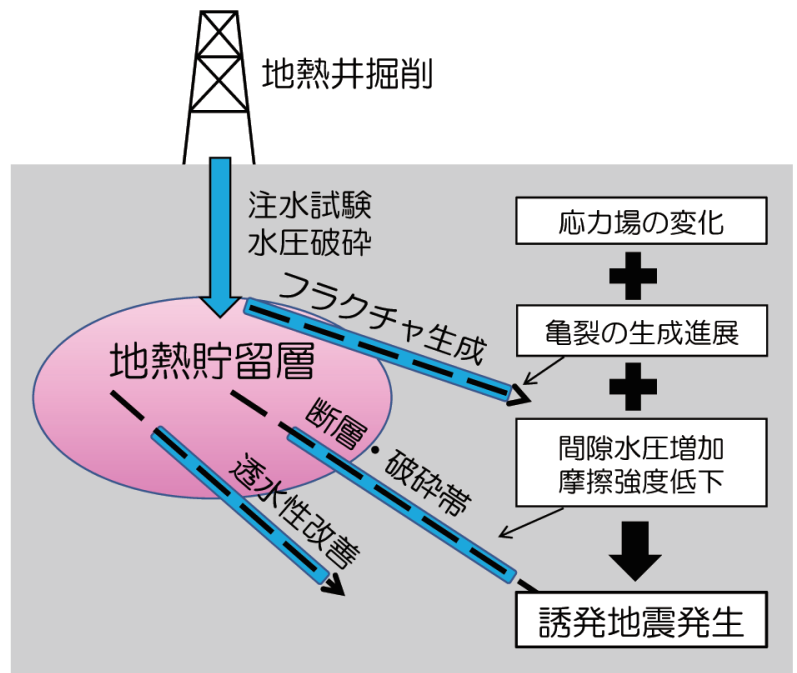 地熱井掘削
注水試験
水圧破砕
フラクチャ生成
地熱貯留層
断層・破砕帯
透水性改善
応力場の変化
亀裂の生成進展
間隙水圧増加
摩擦強度低下
誘発地震発生